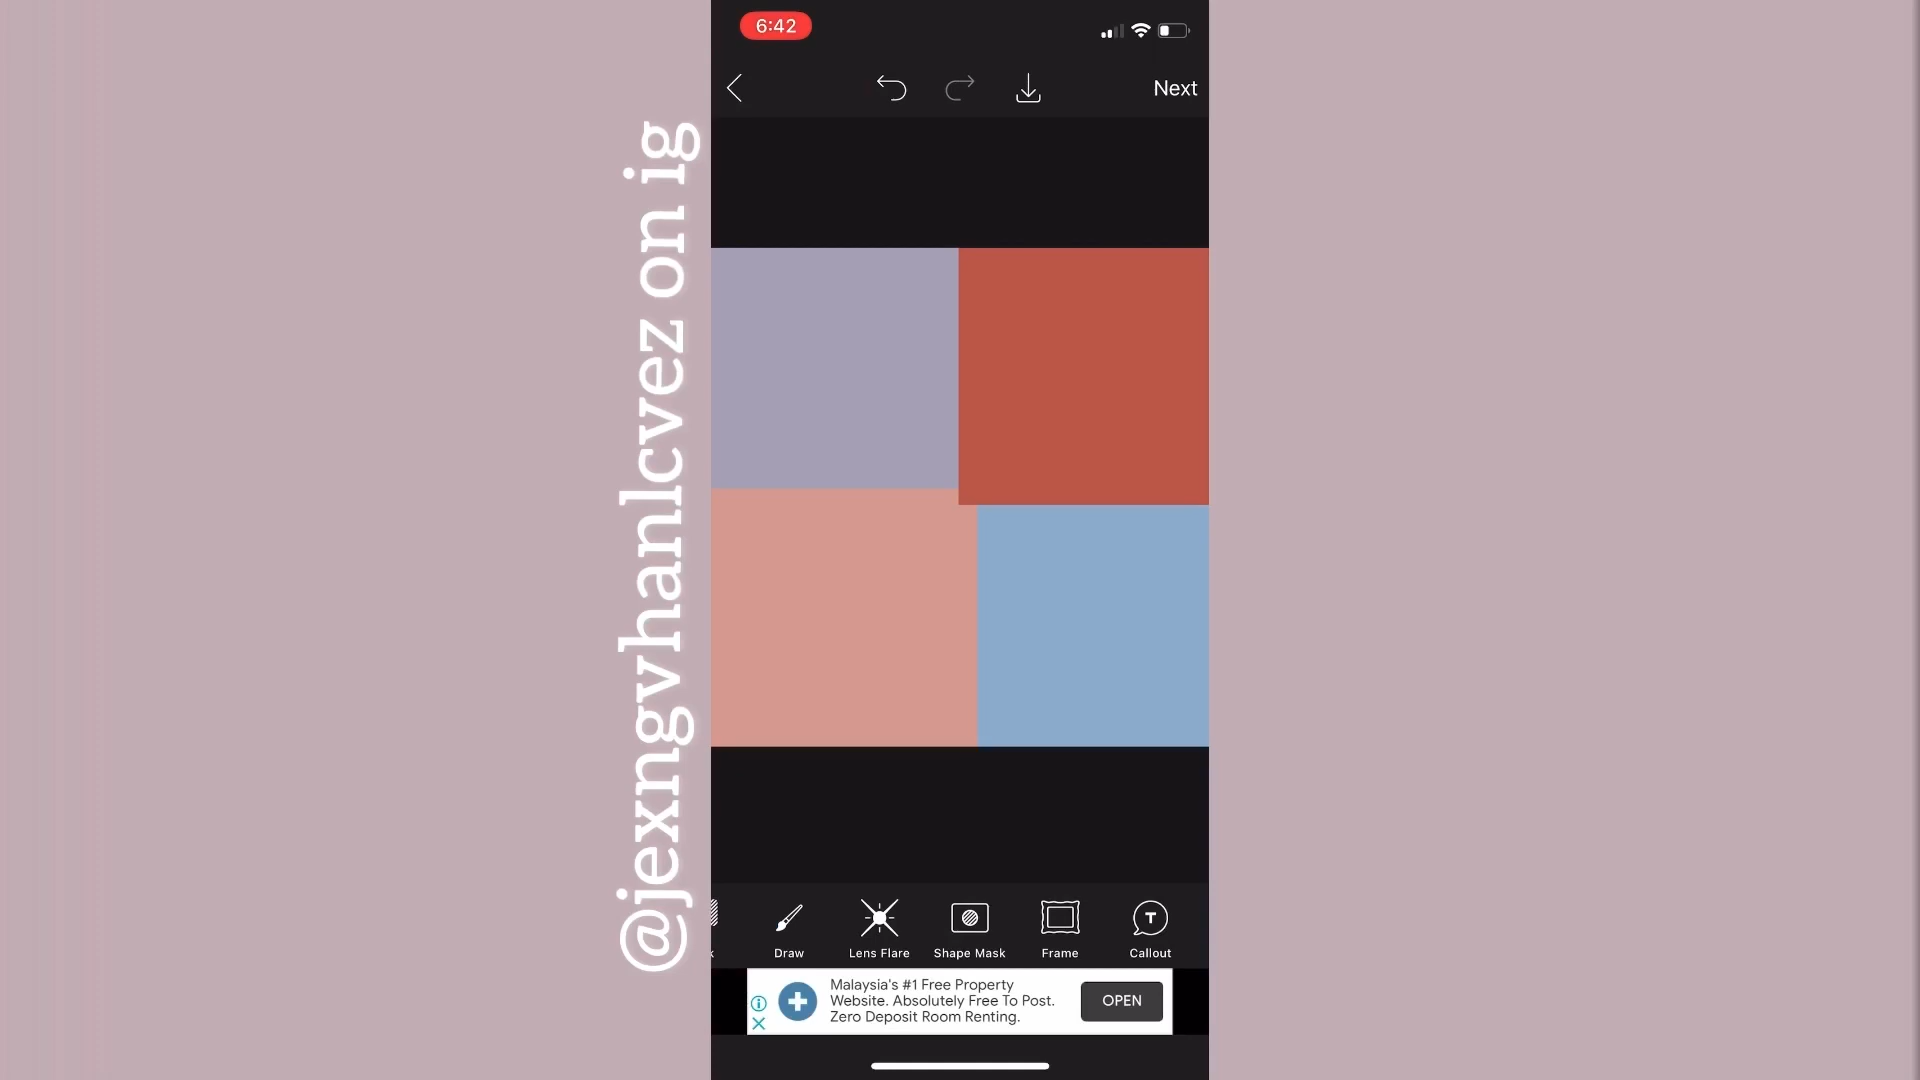 6:42
Next
@jexngvhanlcvez on ig
Draw
Lens Flare
Shape Mask
Frame
Callout
Malaysia's #1 Free Property
Website. Absolutely Free To Post.
Zero Deposit Room Renting.
OPEN